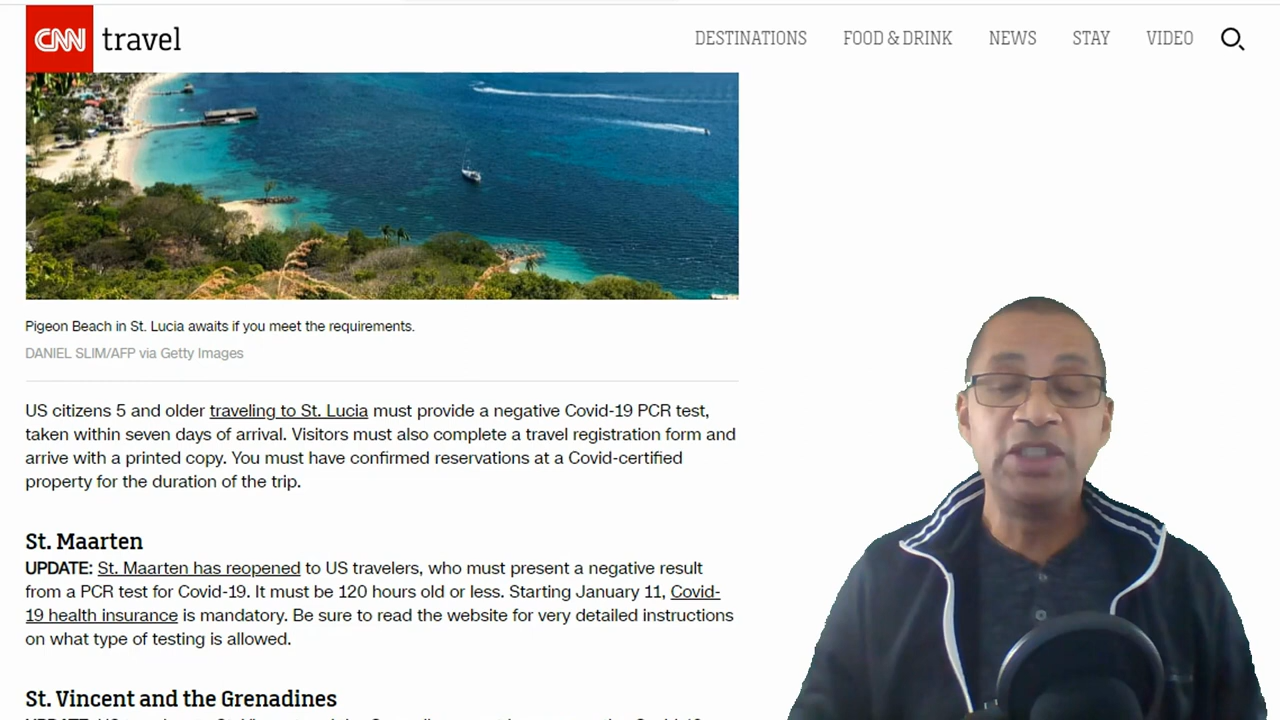 CNN travel
DESTINATIONS FOOD & DRINK NEWS STAY VIDEO
Pigeon Beach in St. Lucia awaits if you meet the requirements.
DANIEL SLIM/AFP via Getty Images
US citizens 5 and older traveling to St. Lucia must provide a negative Covid-19 PCR test,
taken within seven days of arrival. Visitors must also complete a travel registration form and
arrive with a printed copy. You must have confirmed reservations at a Covid-certified
property for the duration of the trip.
St. Maarten
UPDATE: St. Maarten has reopened to US travelers, who must present a negative result
from a PCR test for Covid-19. It must be 120 hours old or less. Starting January 11, Covid-
19 health insurance is mandatory. Be sure to read the website for very detailed instructions
on what type of testing is allowed.
St. Vincent and the Grenadines